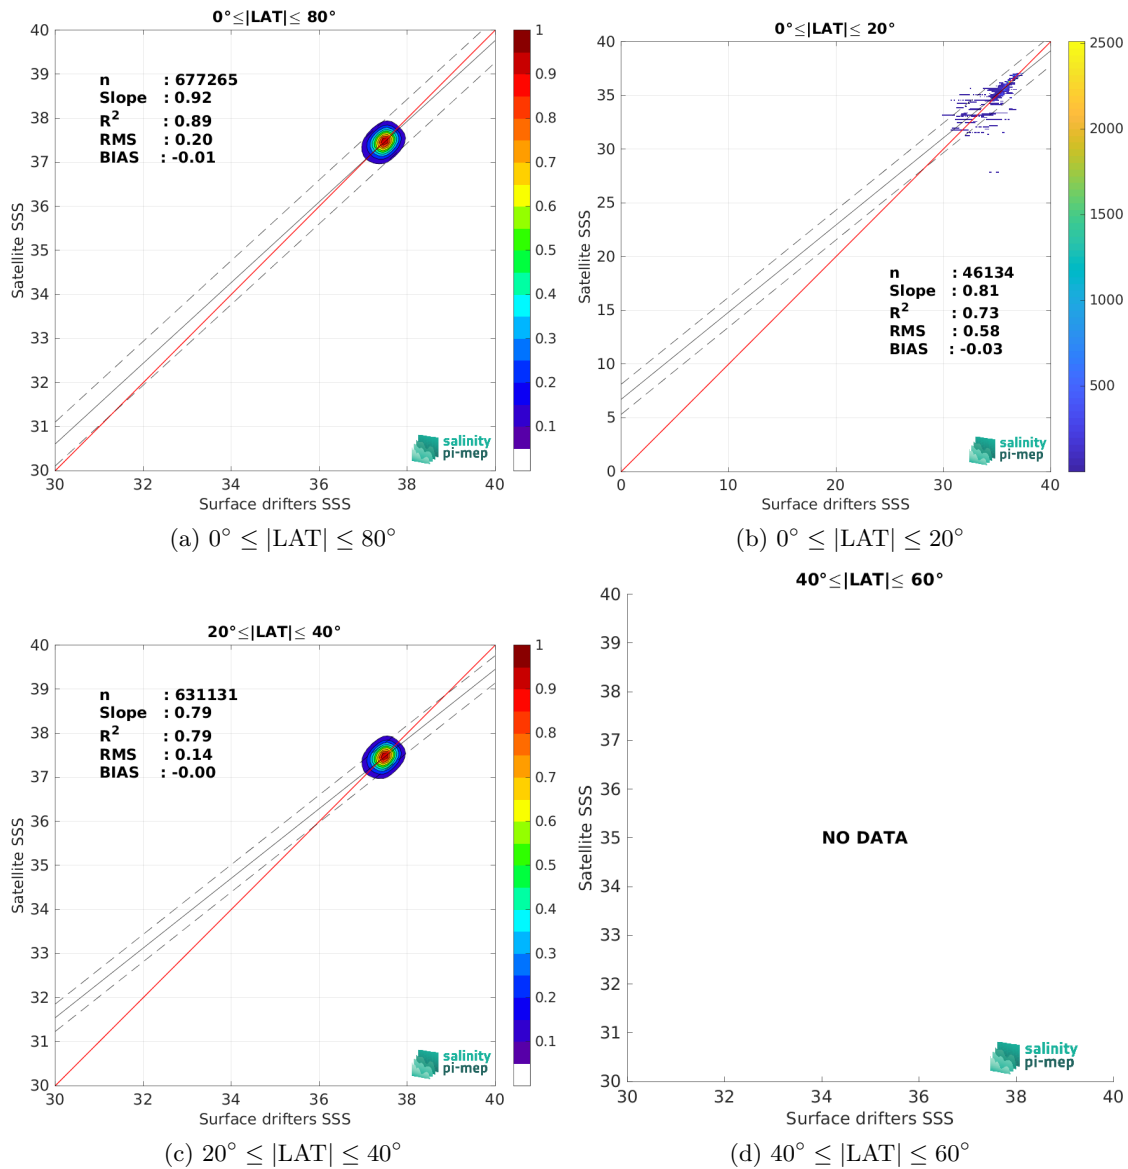 0°≤|LAT|≤ 80°
40
39
38
37
36
35
34
33
32
31
30
Satellite SSS
n : 677265
Slope : 0.92
R² : 0.89
RMS : 0.20
BIAS : -0.01
1
0.9
0.8
0.7
0.6
0.5
0.4
0.3
0.2
0.1
salinity
pi-mep
30 32 34 36 38 40
Surface drifters SSS
(a) 0° ≤ |LAT| ≤ 80°
0°≤|LAT|≤ 20°
40
35
30
25
20
15
10
5
0
Satellite SSS
n : 46134
Slope : 0.81
R² : 0.73
RMS : 0.58
BIAS : -0.03
2500
2000
1500
1000
500
salinity
pi-mep
0 10 20 30 40
Surface drifters SSS
(b) 0° ≤ |LAT| ≤ 20°
20°≤|LAT|≤ 40°
40
39
38
37
36
35
34
33
32
31
30
Satellite SSS
n : 631131
Slope : 0.79
R² : 0.79
RMS : 0.14
BIAS : -0.00
1
0.9
0.8
0.7
0.6
0.5
0.4
0.3
0.2
0.1
salinity
pi-mep
30 32 34 36 38 40
Surface drifters SSS
(c) 20° ≤ |LAT| ≤ 40°
40°≤|LAT|≤ 60°
40
39
38
37
36
35
34
33
32
31
30
Satellite SSS
NO DATA
salinity
pi-mep
30 32 34 36 38 40
Surface drifters SSS
(d) 40° ≤ |LAT| ≤ 60°